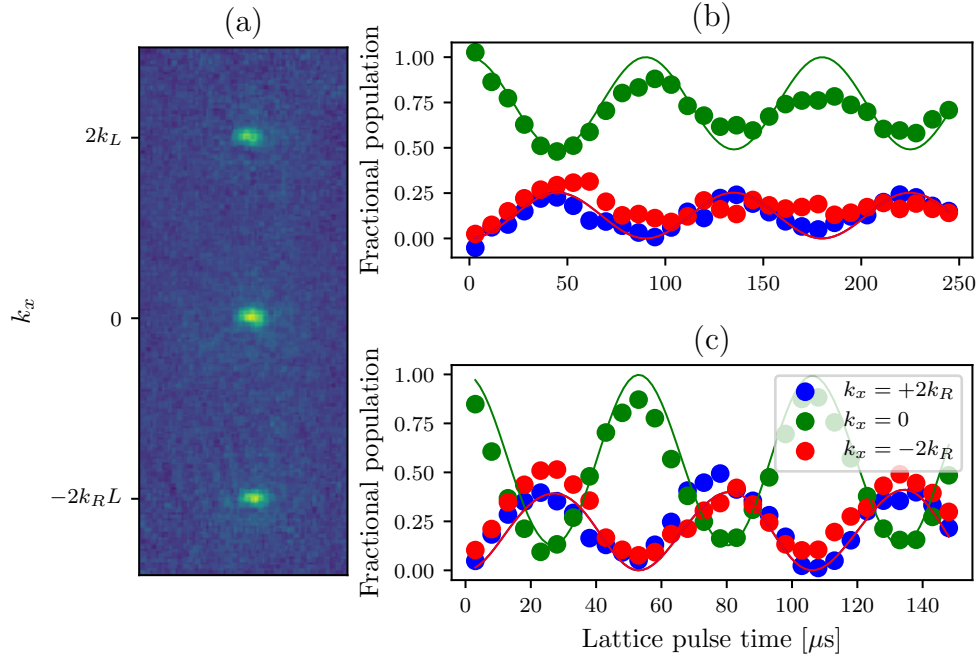 (a)
k_x
2k_L
0
−2k_RL
(b)
Fractional population
1.00
0.75
0.50
0.25
0.00
0
50
100
150
200
250
(c)
Fractional population
1.00
0.75
0.50
0.25
0.00
0
20
40
60
80
100
120
140
Lattice pulse time [μs]
k_x = +2k_R
k_x = 0
k_x = −2k_R